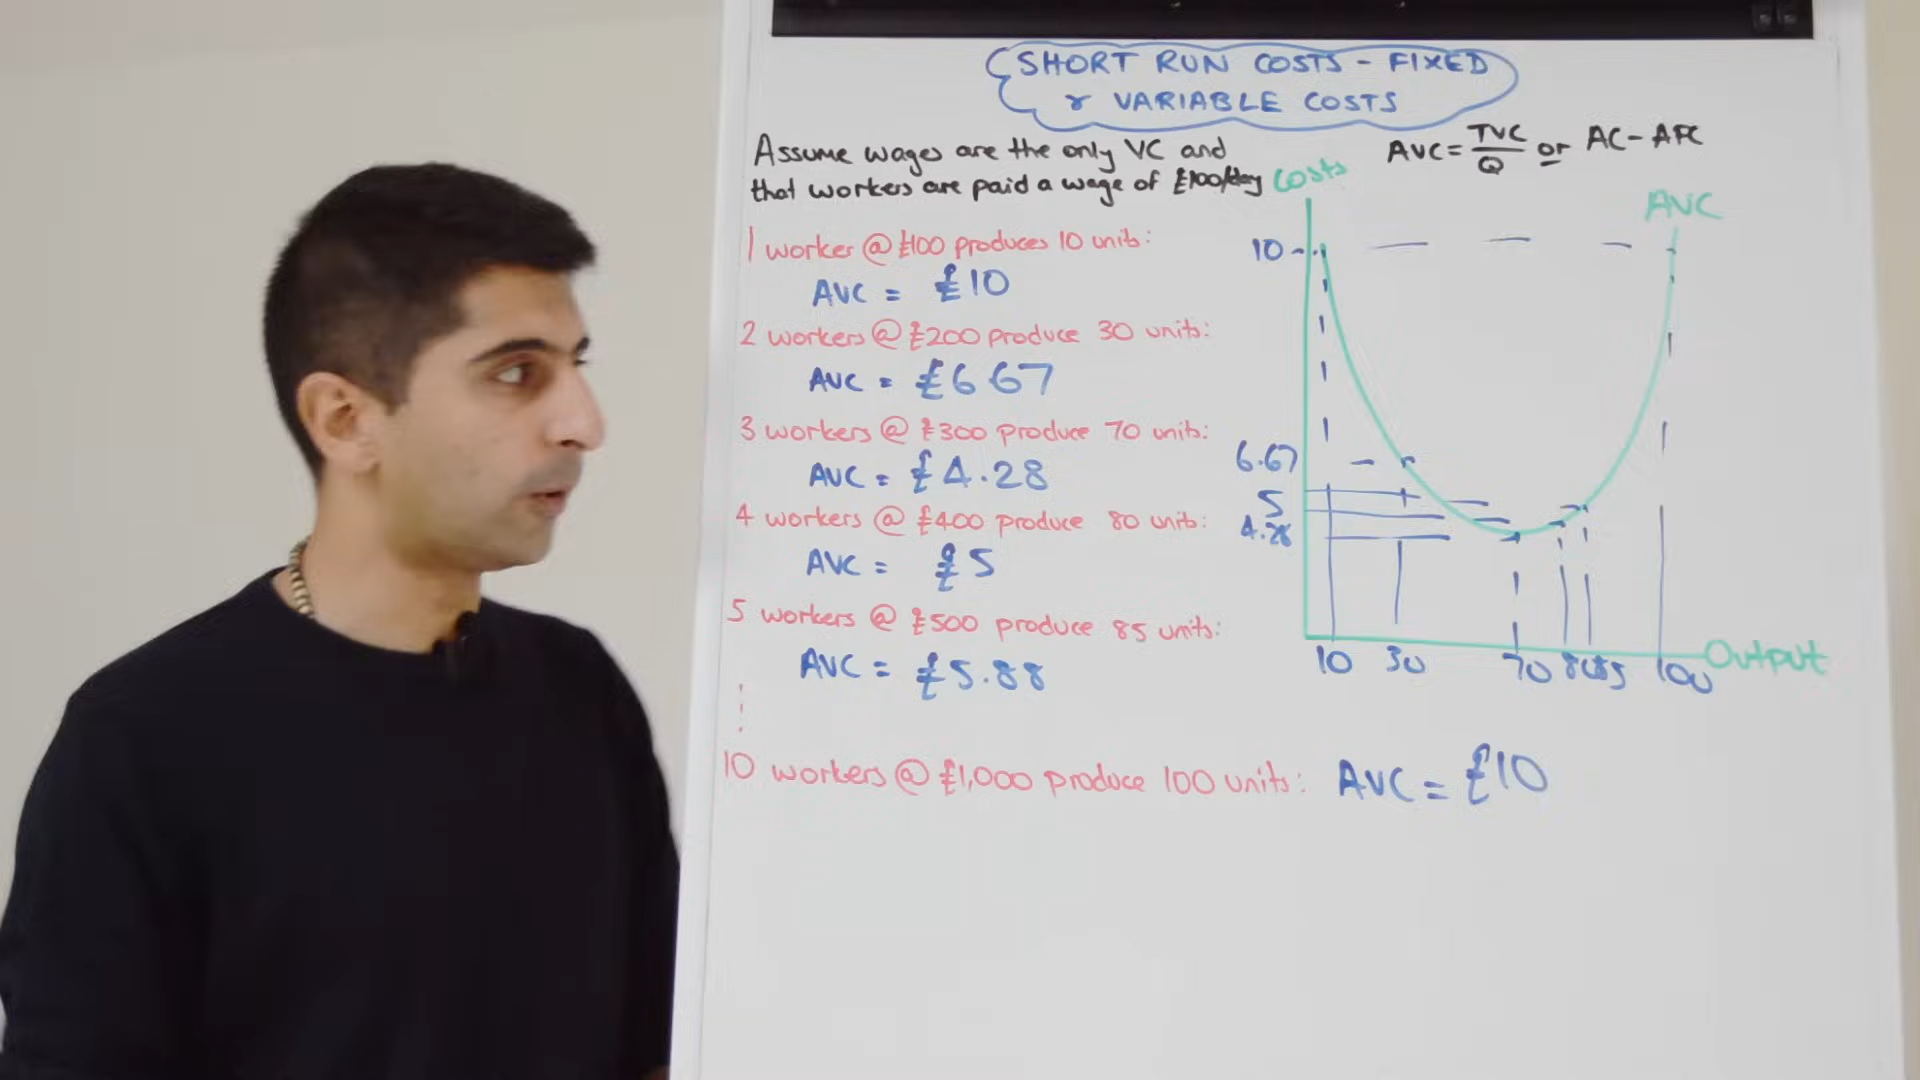 SHORT RUN COSTS - FIXED
& VARIABLE COSTS
Assume wages are the only VC and
that workers are paid a wage of £100/day
AVC = TVC/Q or AC - AFC
1 worker @ £100 produces 10 units:
AVC = £10
2 workers @ £200 produce 30 units:
AVC = £6.67
3 workers @ £300 produce 70 units:
AVC = £4.28
4 workers @ £400 produce 80 units:
AVC = £5
5 workers @ £500 produce 85 units:
AVC = £5.88
10 workers @ £1,000 produce 100 units: AVC = £10
Costs
AVC
10
6.67
5
4.28
10 30 70 80 85 100
Output